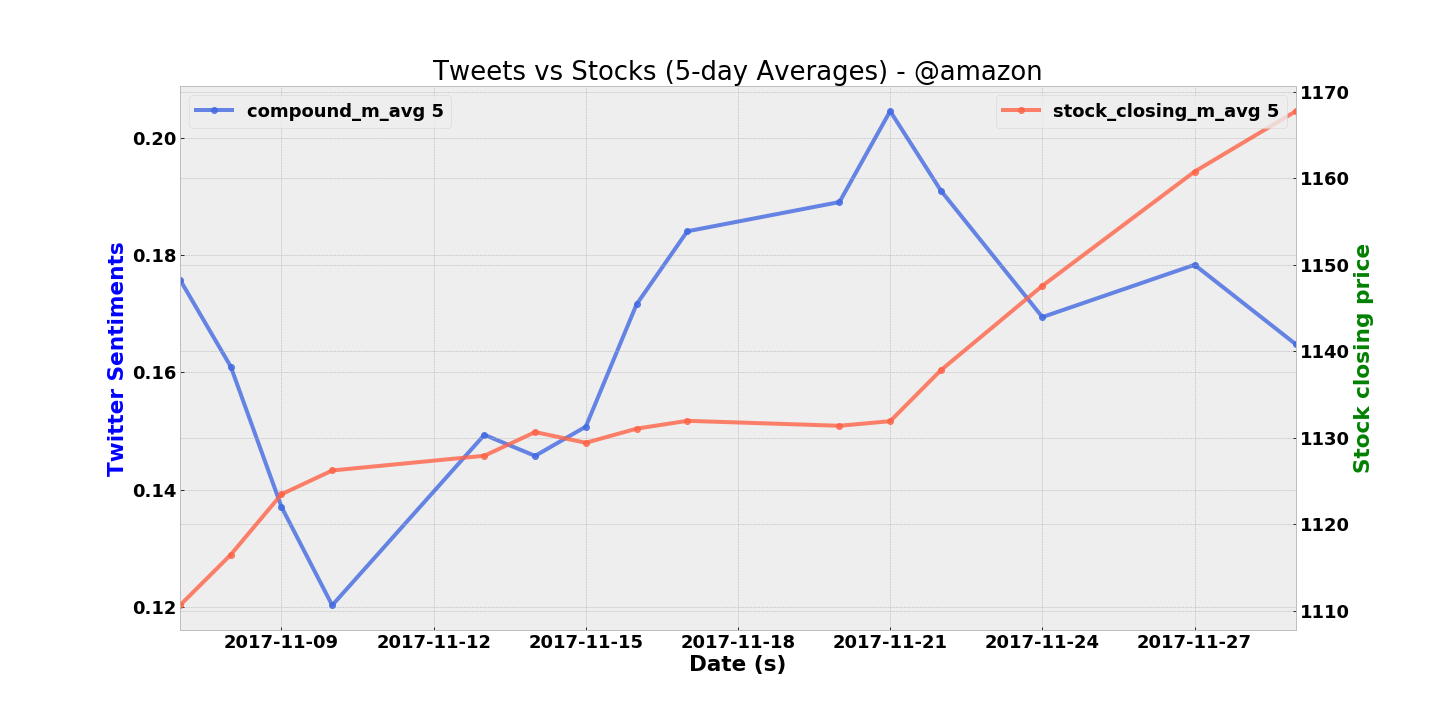 Tweets vs Stocks (5-day Averages) - @amazon
compound_m_avg 5
stock_closing_m_avg 5
Twitter Sentiments
0.20
0.18
0.16
0.14
0.12
1170
1160
1150
1140
1130
1120
1110
Stock closing price
2017-11-09 2017-11-12 2017-11-15 2017-11-18 2017-11-21 2017-11-24 2017-11-27
Date (s)